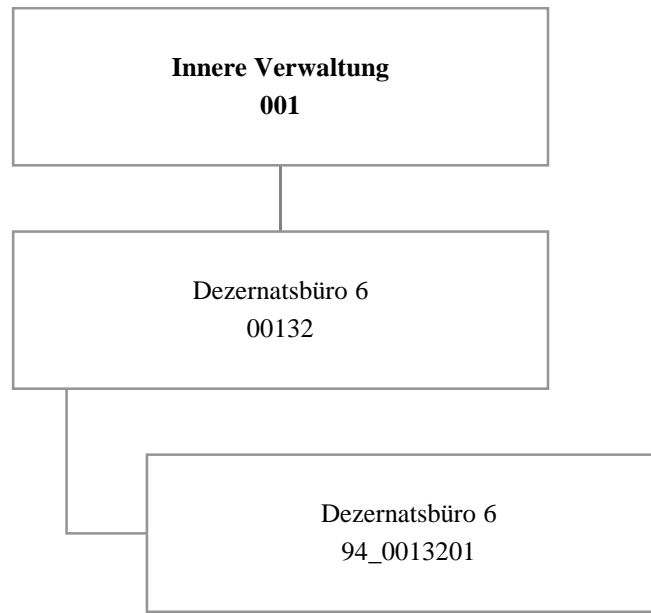 Innere Verwaltung
001
Dezernatsbüro 6
00132
Dezernatsbüro 6
94_0013201